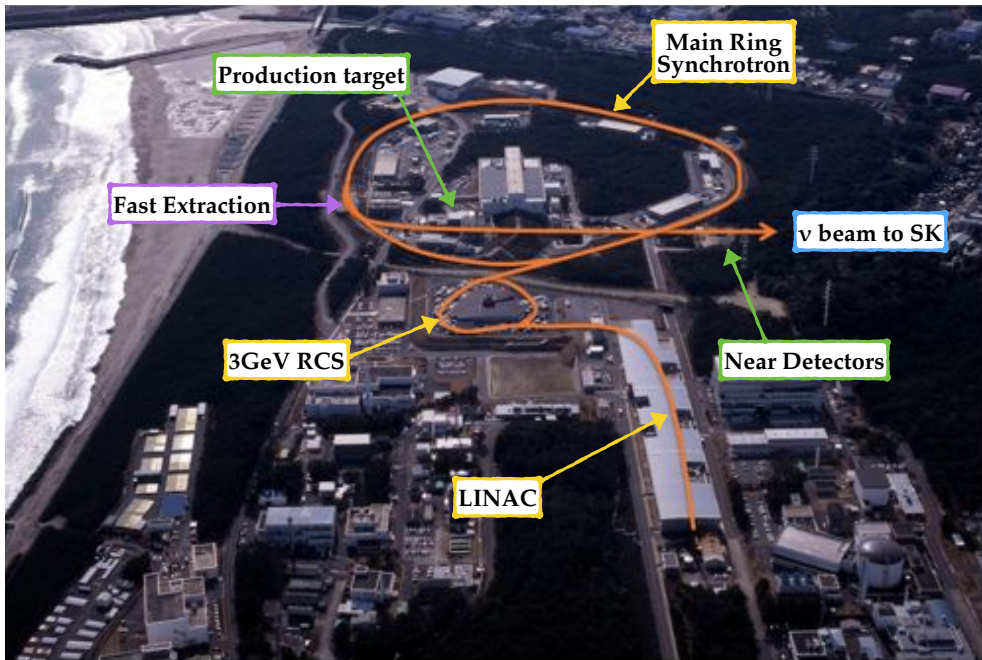 Main Ring
Synchrotron
Production target
Fast Extraction
ν beam to SK
3GeV RCS
Near Detectors
LINAC